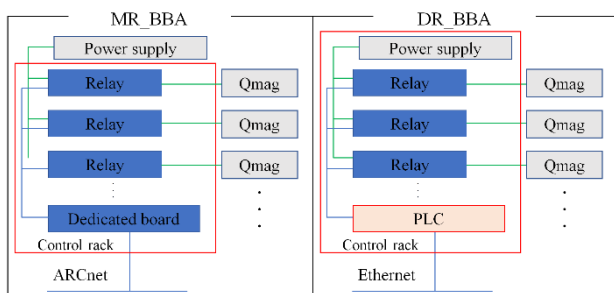 MR_BBA
Power supply
Relay
Qmag
Relay
Qmag
Relay
Qmag
Dedicated board
Control rack
ARCnet
DR_BBA
Power supply
Relay
Qmag
Relay
Qmag
Relay
Qmag
PLC
Control rack
Ethernet